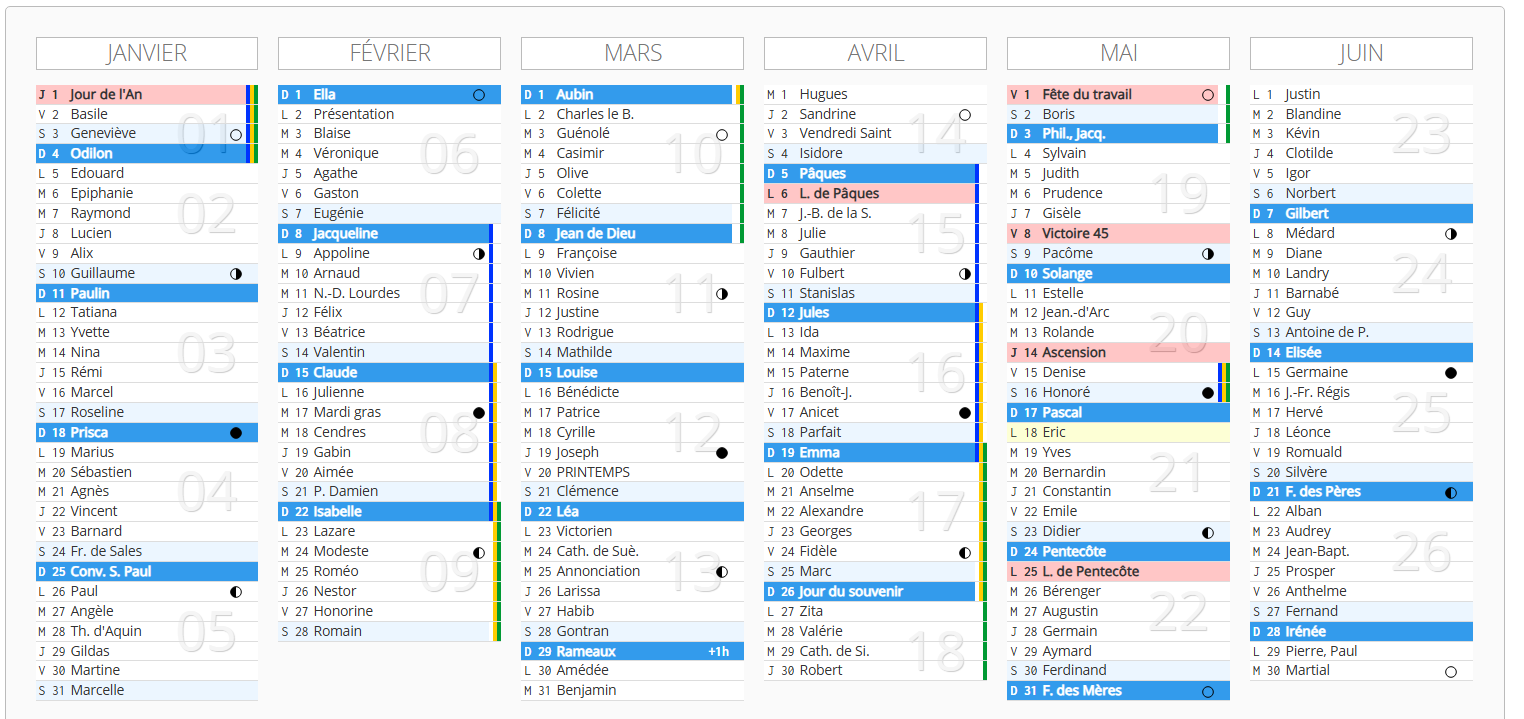 JANVIER
J 1 Jour de l'An
V 2 Basile
S 3 Geneviève
01
D 4 Odilon
L 5 Edouard
M 6 Epiphanie
M 7 Raymond
02
J 8 Lucien
V 9 Alix
S 10 Guillaume
D 11 Paulin
L 12 Tatiana
M 13 Yvette
M 14 Nina
03
J 15 Rémi
V 16 Marcel
S 17 Roseline
D 18 Prisca
L 19 Marius
M 20 Sébastien
M 21 Agnès
04
J 22 Vincent
V 23 Barnard
S 24 Fr. de Sales
D 25 Conv. S. Paul
L 26 Paul
M 27 Angèle
M 28 Th. d'Aquin
05
J 29 Gildas
V 30 Martine
S 31 Marcelle
FÉVRIER
D 1 Ella
L 2 Présentation
M 3 Blaise
M 4 Véronique
06
J 5 Agathe
V 6 Gaston
S 7 Eugénie
D 8 Jacqueline
L 9 Appoline
M 10 Arnaud
M 11 N.-D. Lourdes
07
J 12 Félix
V 13 Béatrice
S 14 Valentin
D 15 Claude
L 16 Julienne
M 17 Mardi gras
M 18 Cendres
08
J 19 Gabin
V 20 Aimée
S 21 P. Damien
D 22 Isabelle
L 23 Lazare
M 24 Modeste
M 25 Roméo
09
J 26 Nestor
V 27 Honorine
S 28 Romain
MARS
D 1 Aubin
L 2 Charles le B.
M 3 Guénolé
M 4 Casimir
10
J 5 Olive
V 6 Colette
S 7 Félicité
D 8 Jean de Dieu
L 9 Françoise
M 10 Vivien
M 11 Rosine
11
J 12 Justine
V 13 Rodrigue
S 14 Mathilde
D 15 Louise
L 16 Bénédicte
M 17 Patrice
M 18 Cyrille
12
J 19 Joseph
V 20 PRINTEMPS
S 21 Clémence
D 22 Léa
L 23 Victorien
M 24 Cath. de Suè.
M 25 Annonciation
13
J 26 Larissa
V 27 Habib
S 28 Gontran
D 29 Rameaux +1h
L 30 Amédée
M 31 Benjamin
AVRIL
M 1 Hugues
J 2 Sandrine
V 3 Vendredi Saint
14
S 4 Isidore
D 5 Pâques
L 6 L. de Pâques
M 7 J.-B. de la S.
M 8 Julie
15
J 9 Gauthier
V 10 Fulbert
S 11 Stanislas
D 12 Jules
L 13 Ida
M 14 Maxime
M 15 Paterne
16
J 16 Benoît-J.
V 17 Anicet
S 18 Parfait
D 19 Emma
L 20 Odette
M 21 Anselme
M 22 Alexandre
17
J 23 Georges
V 24 Fidèle
S 25 Marc
D 26 Jour du souvenir
L 27 Zita
M 28 Valérie
M 29 Cath. de Si.
18
J 30 Robert
MAI
V 1 Fête du travail
S 2 Boris
D 3 Phil., Jacq.
L 4 Sylvain
M 5 Judith
M 6 Prudence
19
J 7 Gisèle
V 8 Victoire 45
S 9 Pacôme
D 10 Solange
L 11 Estelle
M 12 Jean.-d'Arc
M 13 Rolande
20
J 14 Ascension
V 15 Denise
S 16 Honoré
D 17 Pascal
L 18 Eric
M 19 Yves
M 20 Bernardin
21
J 21 Constantin
V 22 Emile
S 23 Didier
D 24 Pentecôte
L 25 L. de Pentecôte
M 26 Bérenger
M 27 Augustin
22
J 28 Germain
V 29 Aymard
S 30 Ferdinand
D 31 F. des Mères
JUIN
L 1 Justin
M 2 Blandine
M 3 Kévin
23
J 4 Clotilde
V 5 Igor
S 6 Norbert
D 7 Gilbert
L 8 Médard
M 9 Diane
M 10 Landry
24
J 11 Barnabé
V 12 Guy
S 13 Antoine de P.
D 14 Elisée
L 15 Germaine
M 16 J.-Fr. Régis
M 17 Hervé
25
J 18 Léonce
V 19 Romuald
S 20 Silvère
D 21 F. des Pères
L 22 Alban
M 23 Audrey
M 24 Jean-Bapt.
26
J 25 Prosper
V 26 Anthelme
S 27 Fernand
D 28 Irénée
L 29 Pierre, Paul
M 30 Martial